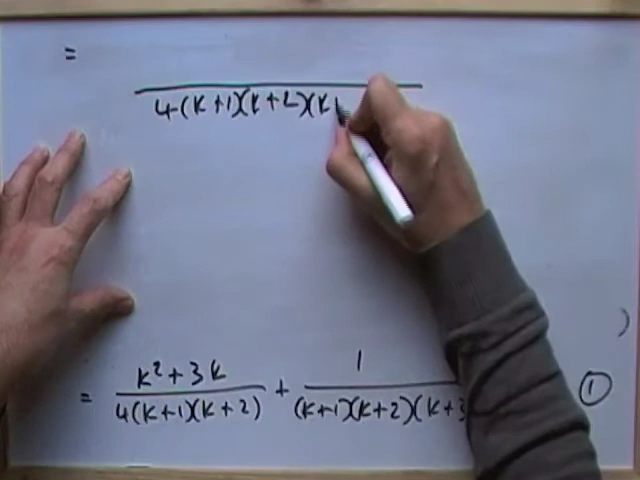 =
4(k+1)(k+2)(k
)
= k²+3k / 4(k+1)(k+2) + 1 / (k+1)(k+2)(k+3 ①